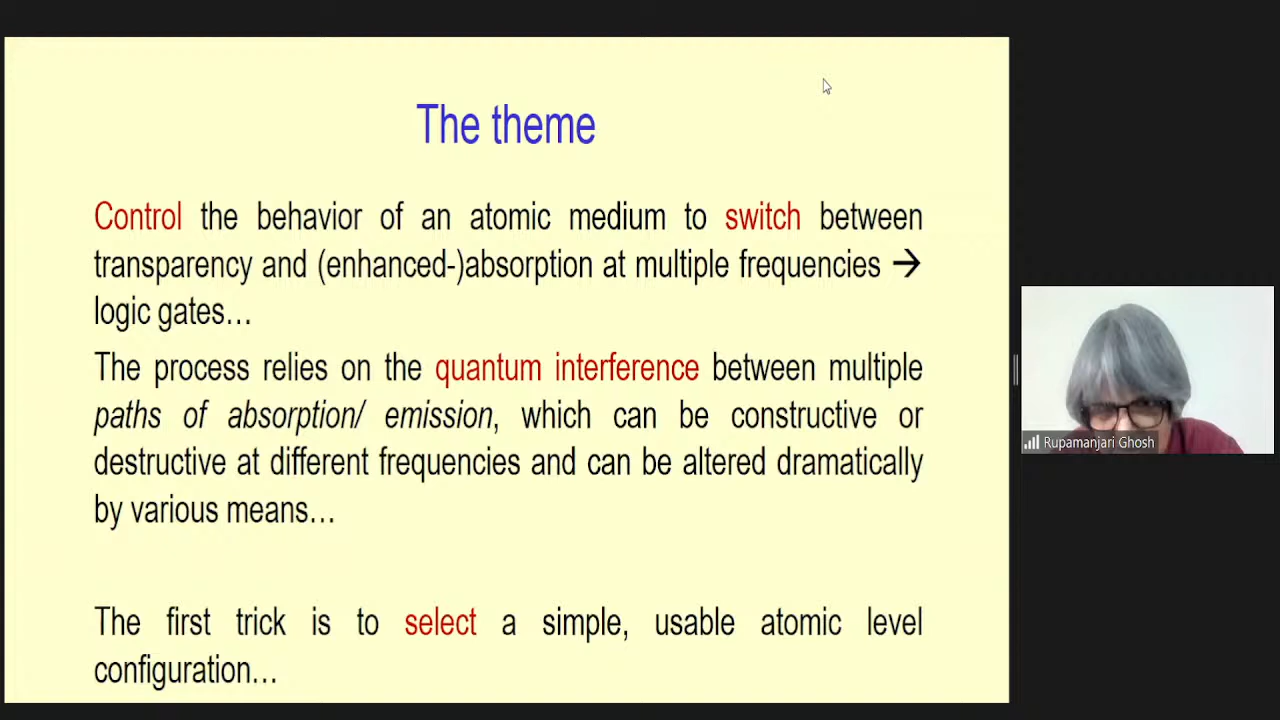 The theme
Control the behavior of an atomic medium to switch between
transparency and (enhanced-)absorption at multiple frequencies →
logic gates…
The process relies on the quantum interference between multiple
paths of absorption/ emission, which can be constructive or
destructive at different frequencies and can be altered dramatically
by various means…
The first trick is to select a simple, usable atomic level
configuration…
Rupamanjari Ghosh